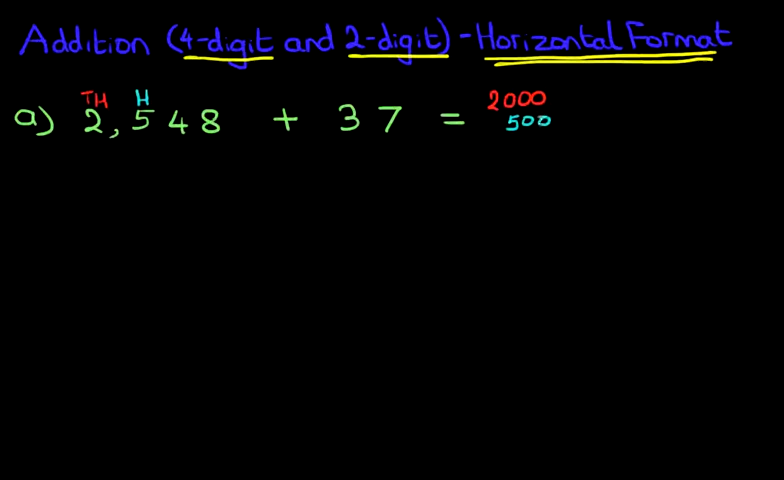 Addition (4-digit and 2-digit) - Horizontal Format
TH H 2000
a) 2,548 + 37 = 500